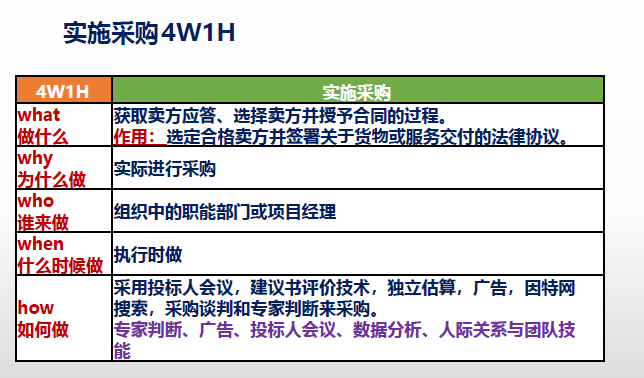 实施采购4W1H
4W1H
实施采购
what
做什么
获取卖方应答、选择卖方并授予合同的过程。
作用：选定合格卖方并签署关于货物或服务交付的法律协议。
why
为什么做
实际进行采购
who
谁来做
组织中的职能部门或项目经理
when
什么时候做
执行时做
how
如何做
采用投标人会议，建议书评价技术，独立估算，广告，因特网
搜索，采购谈判和专家判断来采购。
专家判断、广告、投标人会议、数据分析、人际关系与团队技
能